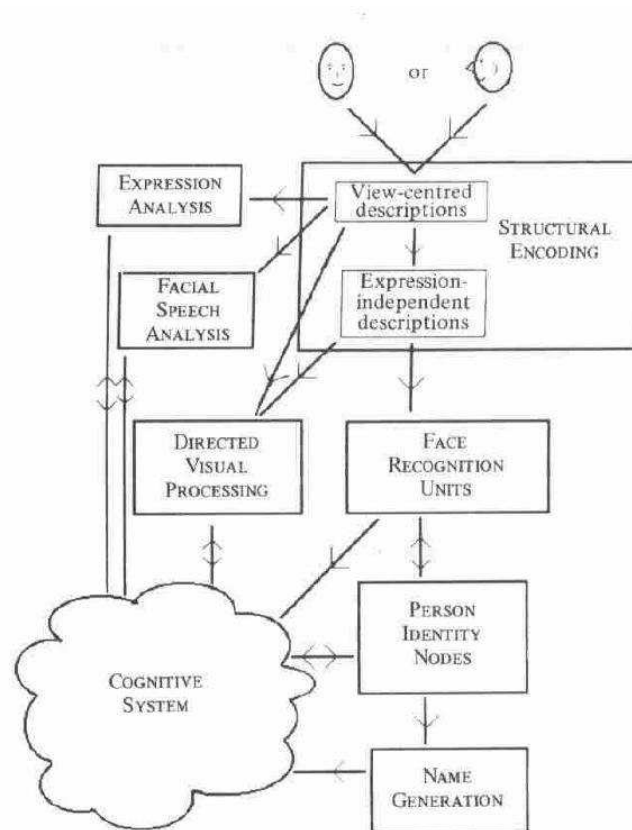 or
View-centred
descriptions
STRUCTURAL
ENCODING
Expression-
independent
descriptions
EXPRESSION
ANALYSIS
FACIAL
SPEECH
ANALYSIS
DIRECTED
VISUAL
PROCESSING
FACE
RECOGNITION
UNITS
COGNITIVE
SYSTEM
PERSON
IDENTITY
NODES
NAME
GENERATION